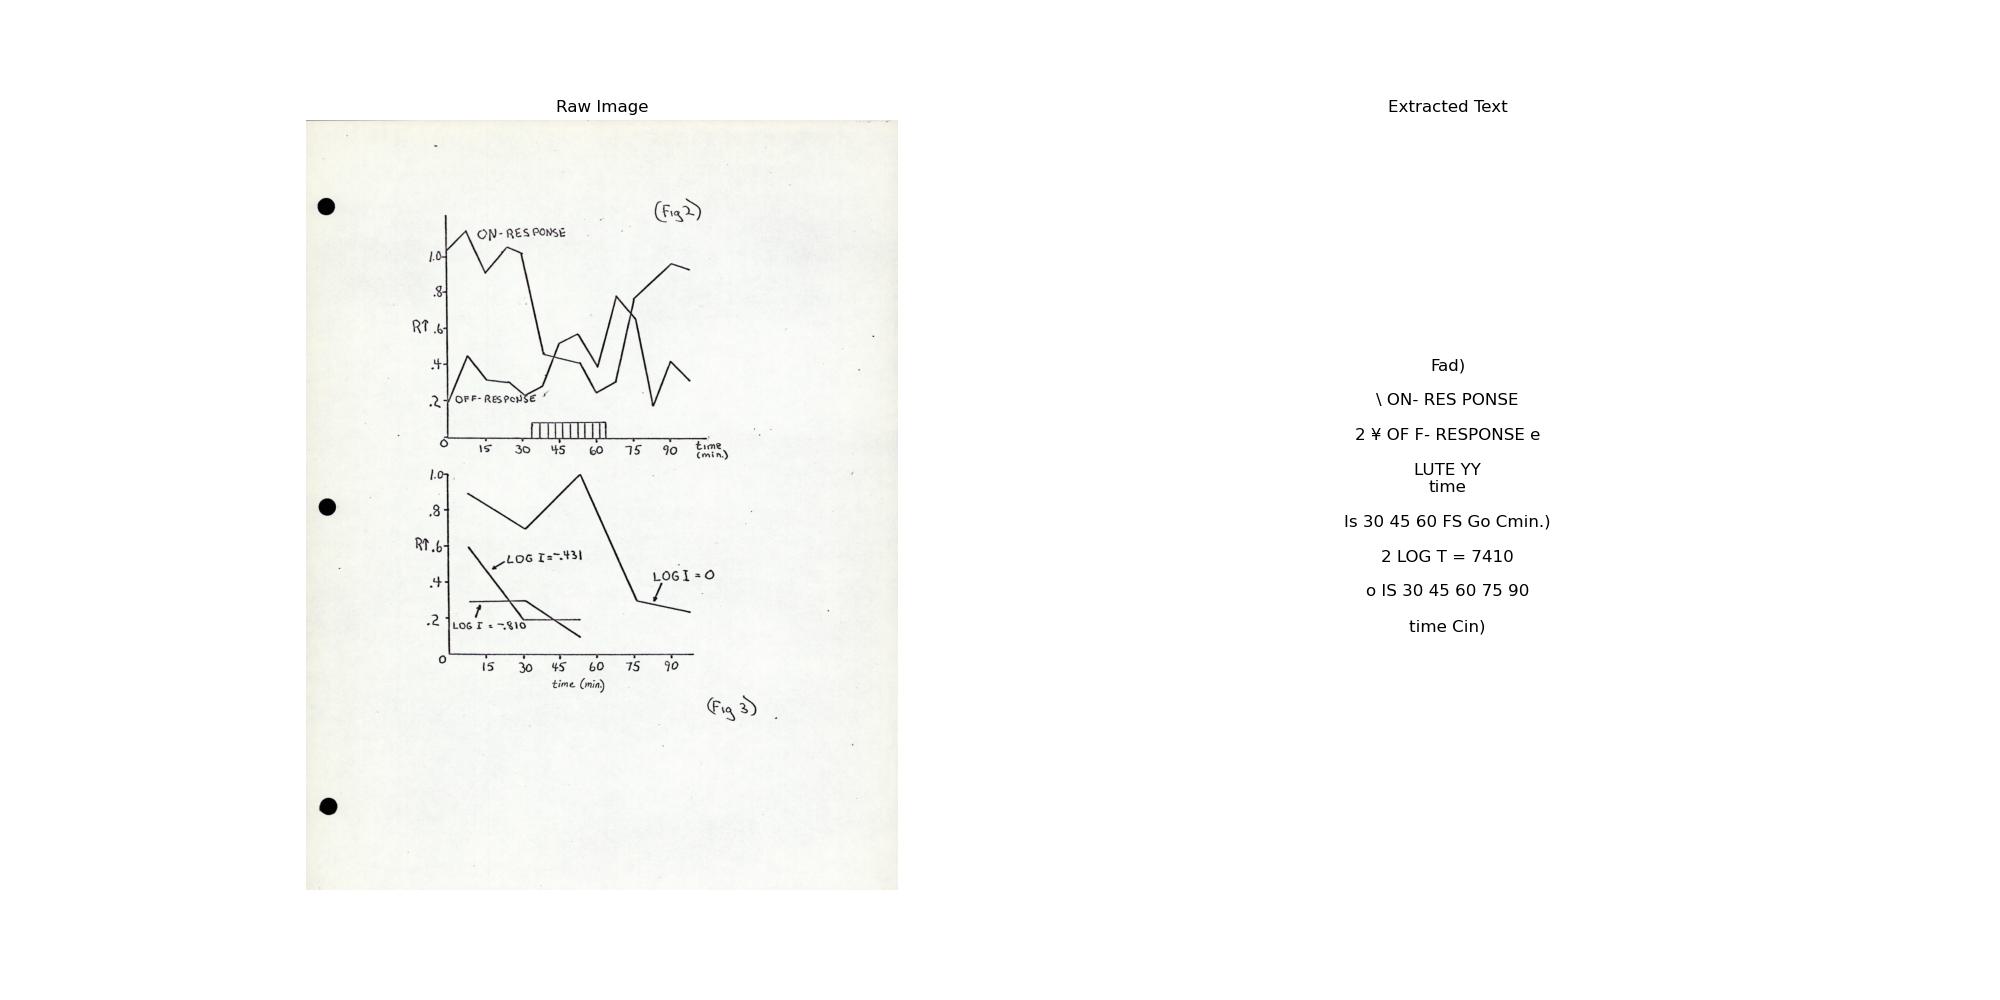 Raw Image
(Fig 2)
ON-RESPONSE
1.0
.8
R↑ .6
.4
.2
OFF-RESPONSE
0
15 30 45 60 75 90 time
(min.)
1.0
.8
R↑ .6
LOG I = -.431
LOG I = 0
.4
.2
LOG I = -.810
0
15 30 45 60 75 90
time (min.)
(Fig 3)
Extracted Text
Fad)
\ ON- RES PONSE
2 ¥ OF F- RESPONSE e
LUTE YY
time
Is 30 45 60 FS Go Cmin.)
2 LOG T = 7410
o IS 30 45 60 75 90
time Cin)